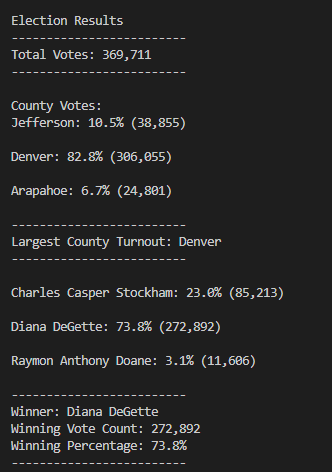 Election Results
-------------------------
Total Votes: 369,711
-------------------------
County Votes:
Jefferson: 10.5% (38,855)
Denver: 82.8% (306,055)
Arapahoe: 6.7% (24,801)
-------------------------
Largest County Turnout: Denver
-------------------------
Charles Casper Stockham: 23.0% (85,213)
Diana DeGette: 73.8% (272,892)
Raymon Anthony Doane: 3.1% (11,606)
-------------------------
Winner: Diana DeGette
Winning Vote Count: 272,892
Winning Percentage: 73.8%
-------------------------